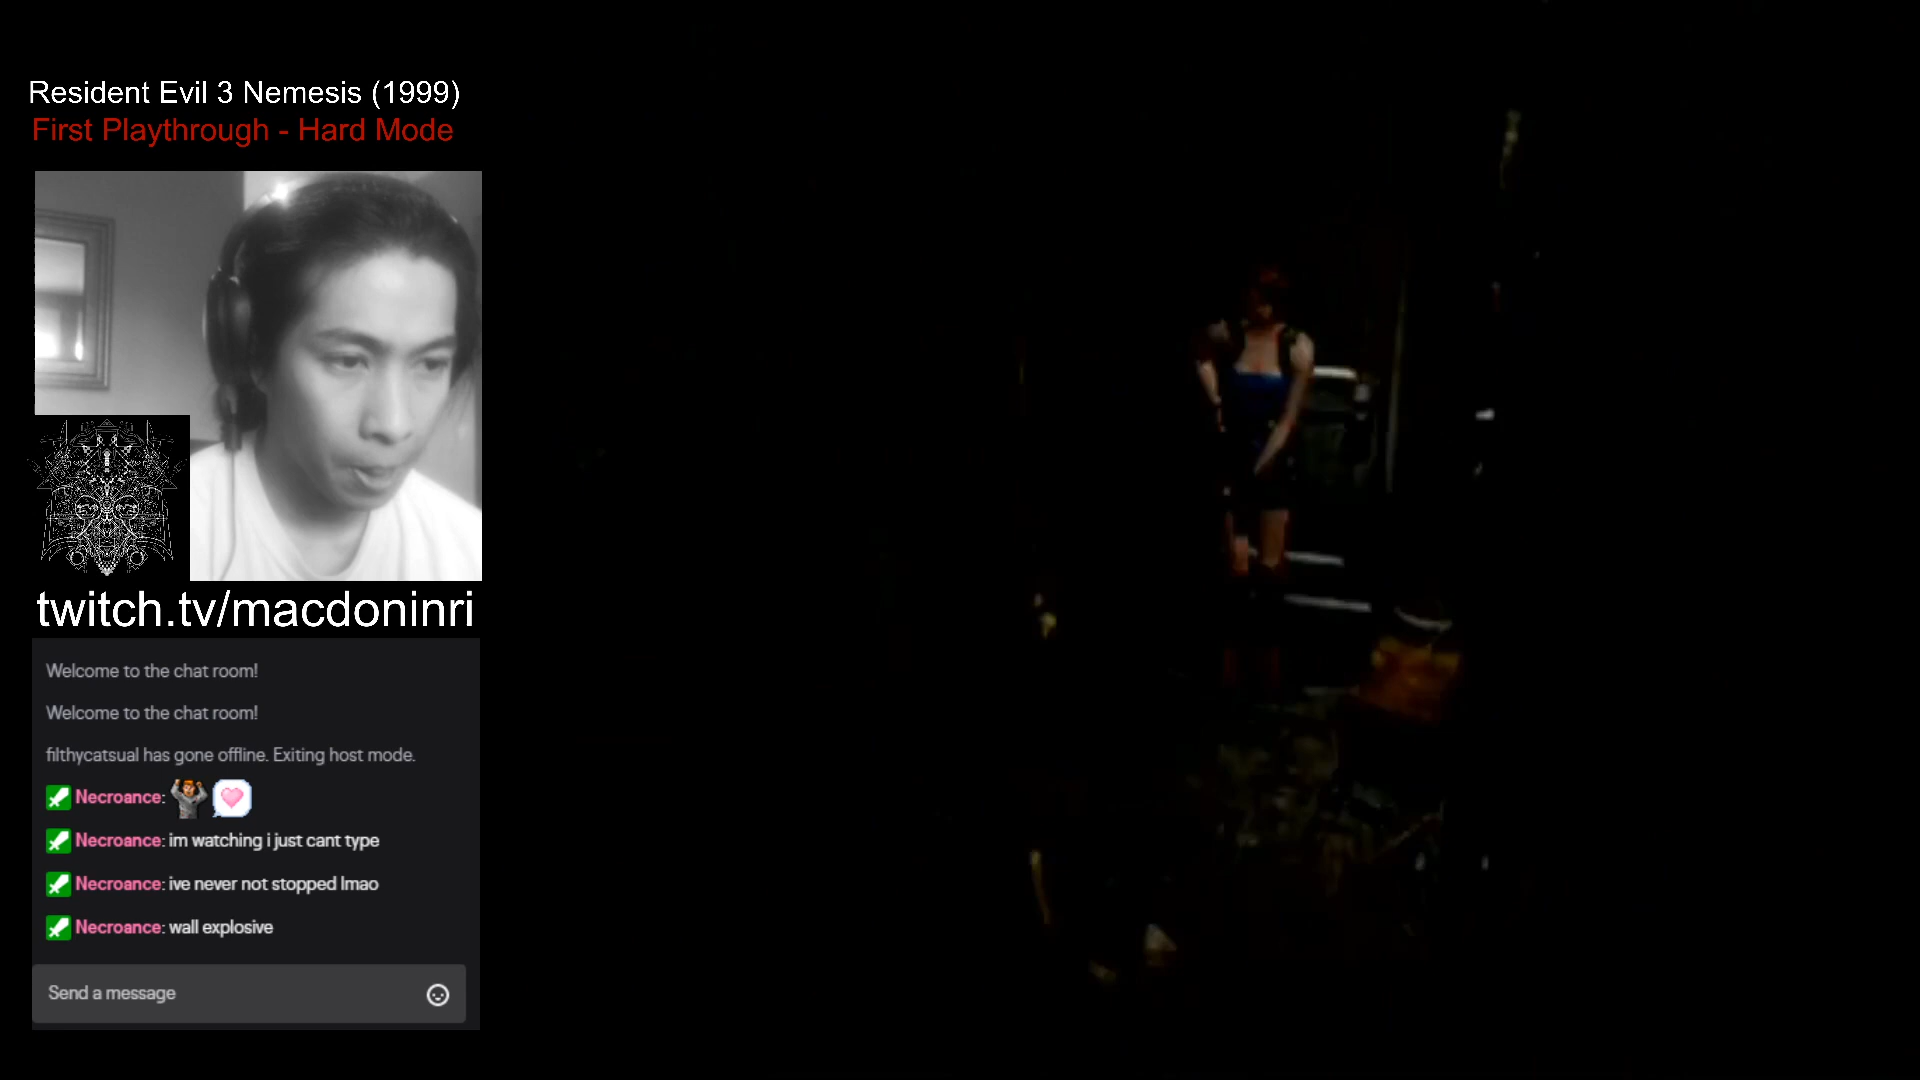 Resident Evil 3 Nemesis (1999)
First Playthrough - Hard Mode
twitch.tv/macdoninri
Welcome to the chat room!
Welcome to the chat room!
filthycatsual has gone offline. Exiting host mode.
Necroance:
Necroance: im watching i just cant type
Necroance: ive never not stopped lmao
Necroance: wall explosive
Send a message